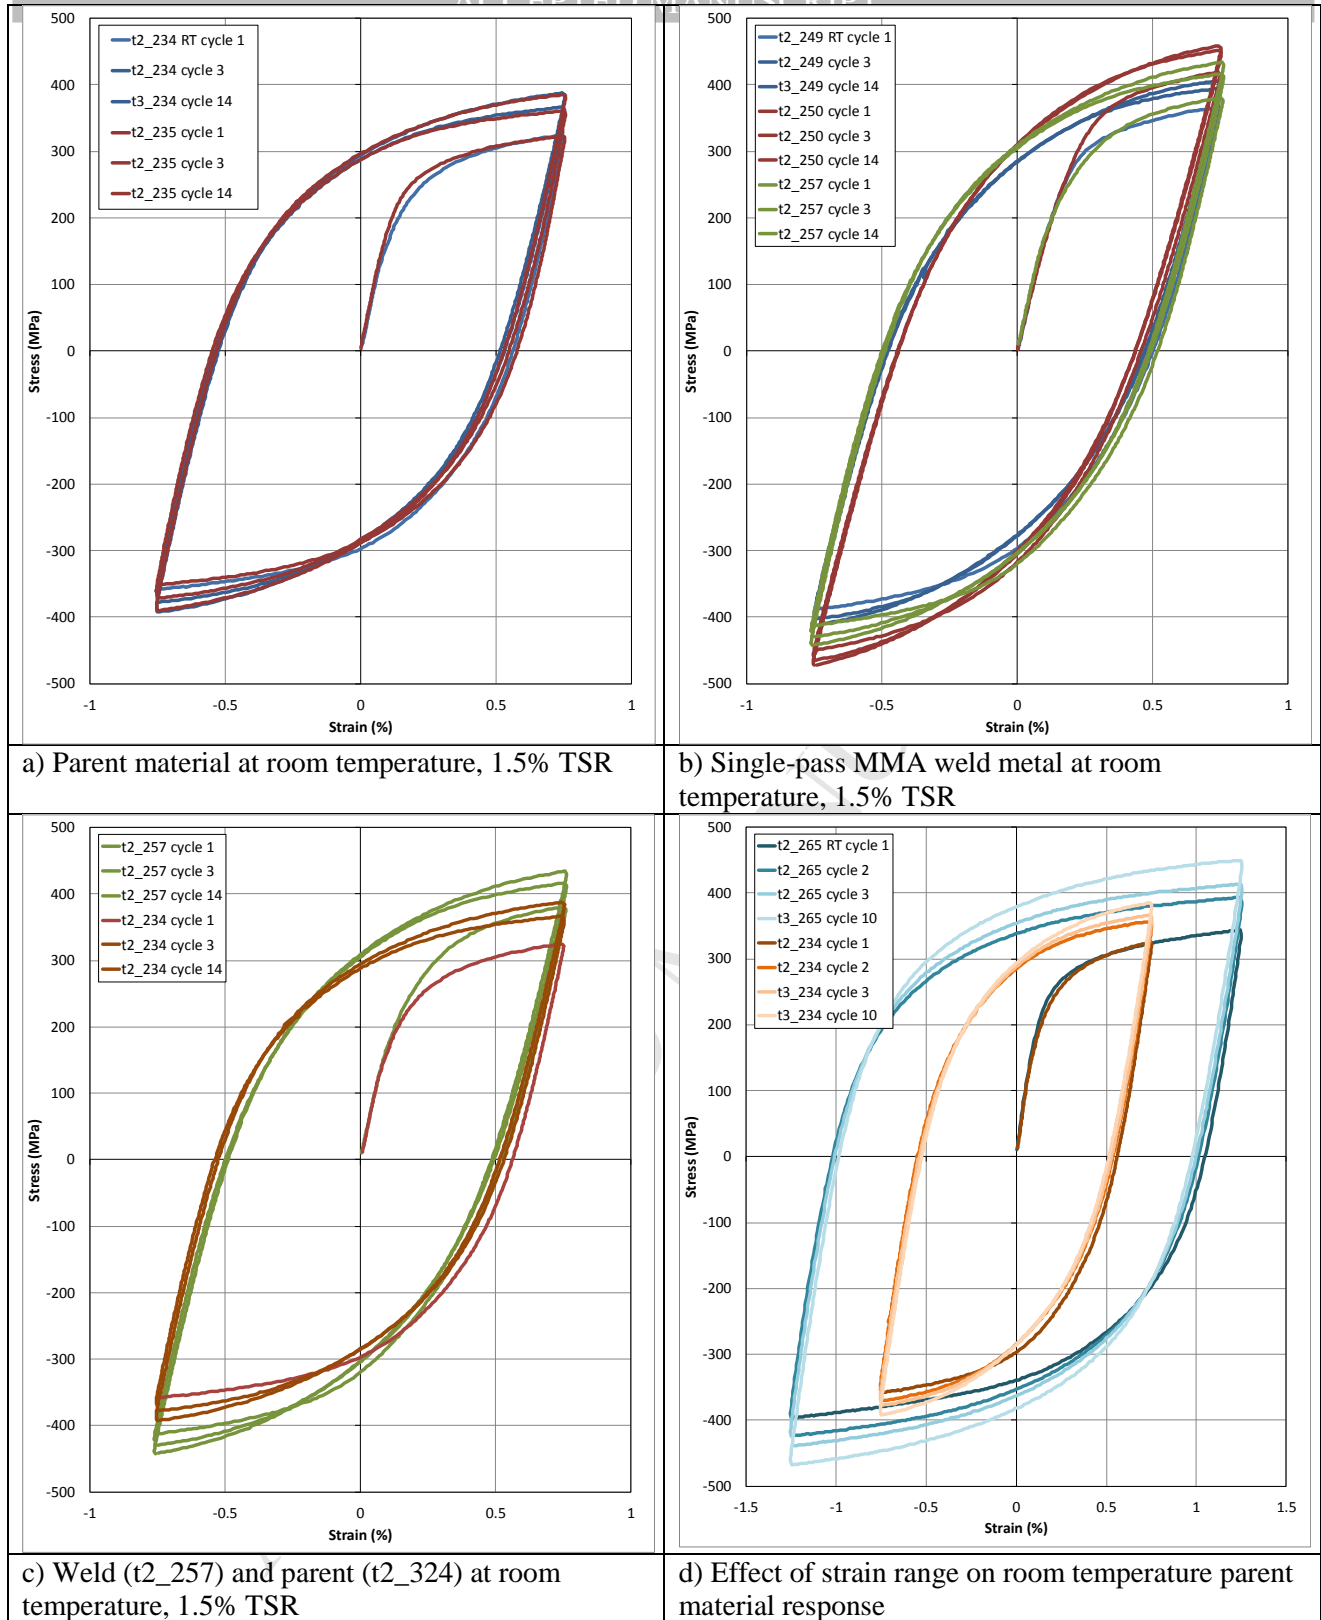 ACCEPTED MANUSCRIPT
500
400
300
200
100
0
-100
-200
-300
-400
-500
-1
-0.5
0
0.5
1
Stress (MPa)
Strain (%)
t2_234 RT cycle 1
t2_234 cycle 3
t3_234 cycle 14
t2_235 cycle 1
t2_235 cycle 3
t2_235 cycle 14
a) Parent material at room temperature, 1.5% TSR
500
400
300
200
100
0
-100
-200
-300
-400
-500
-1
-0.5
0
0.5
1
Stress (MPa)
Strain (%)
t2_249 RT cycle 1
t2_249 cycle 3
t3_249 cycle 14
t2_250 cycle 1
t2_250 cycle 3
t2_250 cycle 14
t2_257 cycle 1
t2_257 cycle 3
t2_257 cycle 14
b) Single-pass MMA weld metal at room
temperature, 1.5% TSR
500
400
300
200
100
0
-100
-200
-300
-400
-500
-1
-0.5
0
0.5
1
Stress (MPa)
Strain (%)
t2_257 cycle 1
t2_257 cycle 3
t2_257 cycle 14
t2_234 cycle 1
t2_234 cycle 3
t2_234 cycle 14
c) Weld (t2_257) and parent (t2_324) at room
temperature, 1.5% TSR
500
400
300
200
100
0
-100
-200
-300
-400
-500
-1.5
-1
-0.5
0
0.5
1
1.5
Stress (MPa)
Strain (%)
t2_265 RT cycle 1
t2_265 cycle 2
t2_265 cycle 3
t3_265 cycle 10
t2_234 cycle 1
t2_234 cycle 2
t3_234 cycle 3
t3_234 cycle 10
d) Effect of strain range on room temperature parent
material response